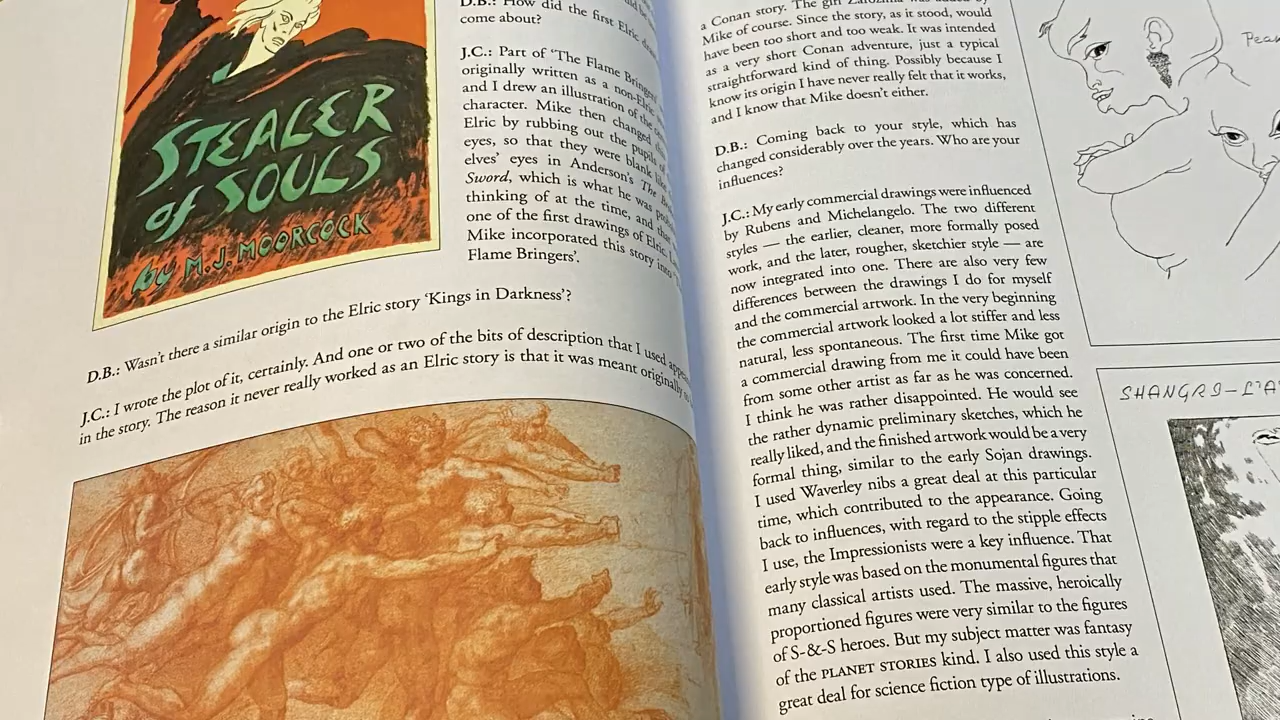 STEALER
of SOULS
by M.J. MOORCOCK
D.B.: How did the first Elric
come about?
J.C.: Part of 'The Flame Bringers'
originally written as a non-Elric
and I drew an illustration of the
character. Mike then changed
Elric by rubbing out the pupils of
eyes, so that they were blank like
elves' eyes in Anderson's The
Sword, which is what he was
thinking of at the time, and
one of the first drawings of Elric.
Mike incorporated this story into
Flame Bringers'.
D.B.: Wasn't there a similar origin to the Elric story 'Kings in Darkness'?
J.C.: I wrote the plot of it, certainly. And one or two of the bits of description that I used
in the story. The reason it never really worked as an Elric story is that it was meant originally
a Conan story. The girl Zarozinia was added by
Mike of course. Since the story, as it stood, would
have been too short and too weak. It was intended
as a very short Conan adventure, just a typical
straightforward kind of thing. Possibly because I
know its origin I have never really felt that it works,
and I know that Mike doesn't either.
D.B.: Coming back to your style, which has
changed considerably over the years. Who are your
influences?
J.C.: My early commercial drawings were influenced
by Rubens and Michelangelo. The two different
styles — the earlier, cleaner, more formally posed
work, and the later, rougher, sketchier style — are
now integrated into one. There are also very few
differences between the drawings I do for myself
and the commercial artwork. In the very beginning
the commercial artwork looked a lot stiffer and less
natural, less spontaneous. The first time Mike got
a commercial drawing from me it could have been
from some other artist as far as he was concerned.
I think he was rather disappointed. He would see
the rather dynamic preliminary sketches, which he
really liked, and the finished artwork would be a very
formal thing, similar to the early Sojan drawings.
I used Waverley nibs a great deal at this particular
time, which contributed to the appearance. Going
back to influences, with regard to the stipple effects
I use, the Impressionists were a key influence. That
early style was based on the monumental figures that
many classical artists used. The massive, heroically
proportioned figures were very similar to the figures
of S-&-S heroes. But my subject matter was fantasy
of the PLANET STORIES kind. I also used this style a
great deal for science fiction type of illustrations.